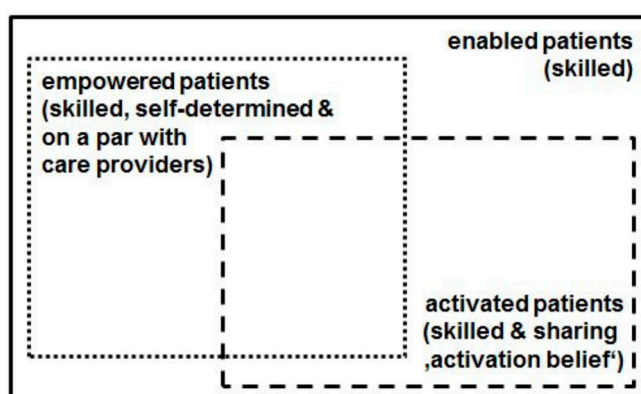 enabled patients
(skilled)
empowered patients
(skilled, self-determined &
on a par with
care providers)
activated patients
(skilled & sharing
‚activation belief‘)